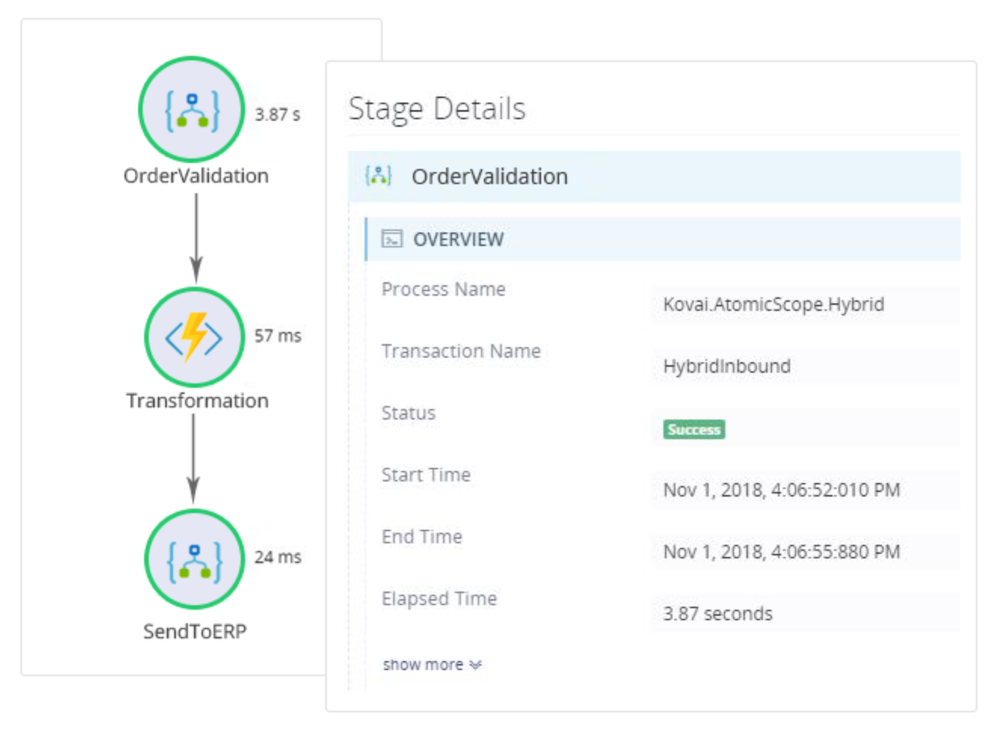 3.87 s
OrderValidation
57 ms
Transformation
24 ms
SendToERP
Stage Details
OrderValidation
OVERVIEW
Process Name
Kovai.AtomicScope.Hybrid
Transaction Name
HybridInbound
Status
Success
Start Time
Nov 1, 2018, 4:06:52:010 PM
End Time
Nov 1, 2018, 4:06:55:880 PM
Elapsed Time
3.87 seconds
show more